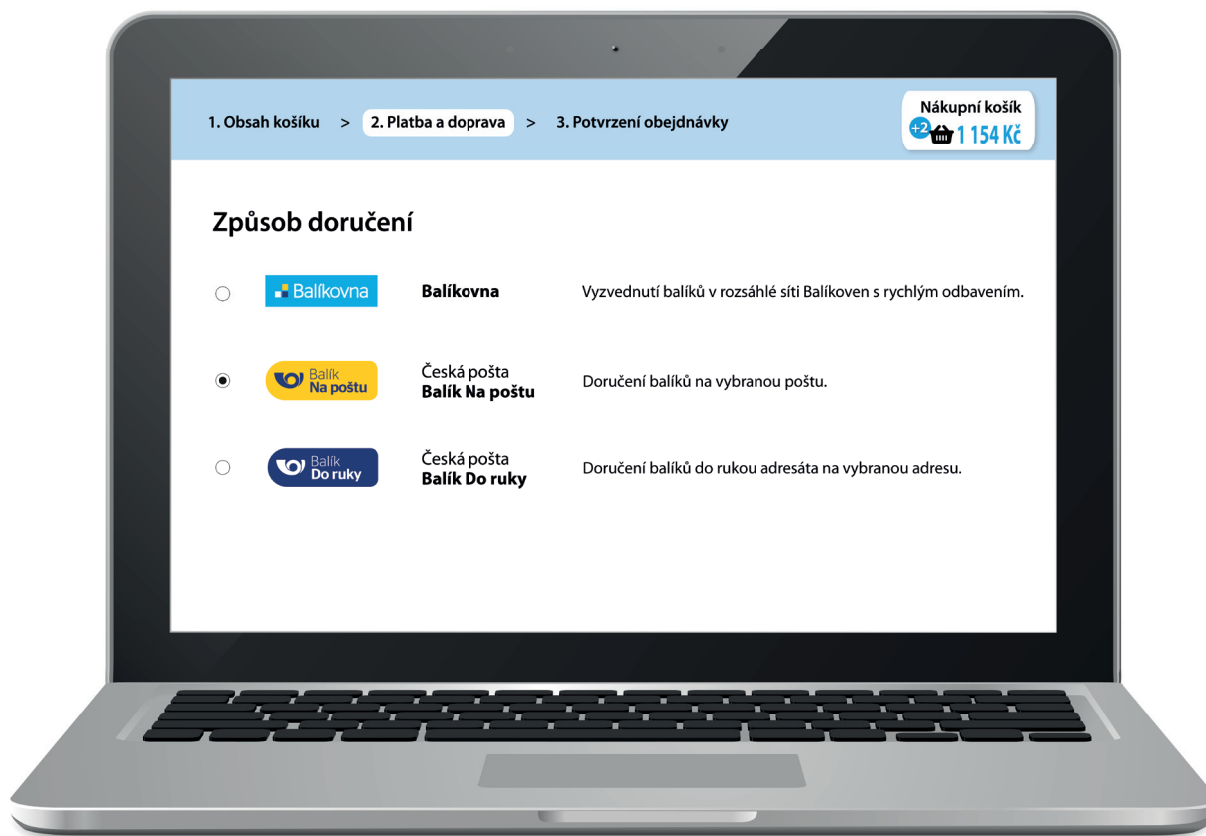 1. Obsah košíku > 2. Platba a doprava > 3. Potvrzení obejdnávky
Nákupní košík
+2 1 154 Kč
Způsob doručení
Balíkovna
Balíkovna
Vyzvednutí balíků v rozsáhlé síti Balíkoven s rychlým odbavením.
Balík
Na poštu
Česká pošta
Balík Na poštu
Doručení balíků na vybranou poštu.
Balík
Do ruky
Česká pošta
Balík Do ruky
Doručení balíků do rukou adresáta na vybranou adresu.